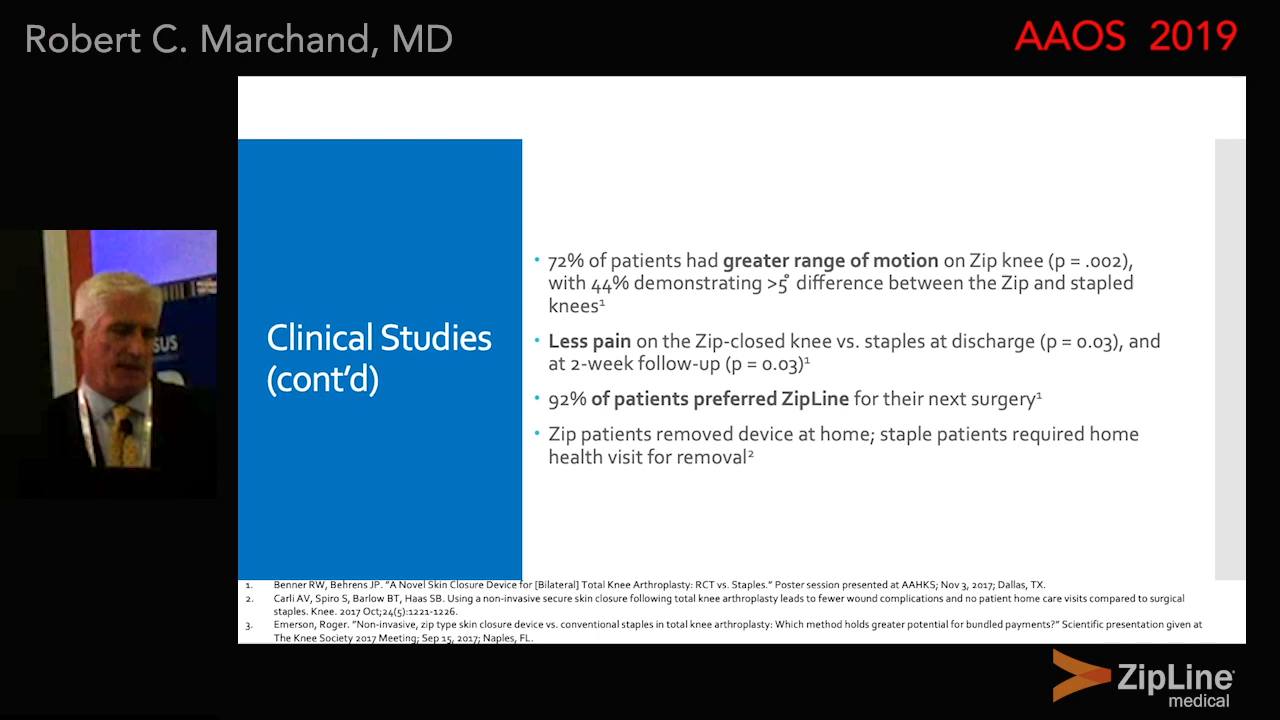 Robert C. Marchand, MD
AAOS 2019
Clinical Studies
(cont'd)
• 72% of patients had greater range of motion on Zip knee (p = .002),
with 44% demonstrating >5° difference between the Zip and stapled
knees¹
• Less pain on the Zip-closed knee vs. staples at discharge (p = 0.03), and
at 2-week follow-up (p = 0.03)¹
• 92% of patients preferred ZipLine for their next surgery¹
• Zip patients removed device at home; staple patients required home
health visit for removal²
1. Benner RW, Behrens JP. "A Novel Skin Closure Device for [Bilateral] Total Knee Arthroplasty: RCT vs. Staples." Poster session presented at AAHKS; Nov 3, 2017; Dallas, TX.
2. Carli AV, Spiro S, Barlow BT, Haas SB. Using a non-invasive secure skin closure following total knee arthroplasty leads to fewer wound complications and no patient home care visits compared to surgical
staples. Knee. 2017 Oct;24(5):1221-1226.
3. Emerson, Roger. "Non-invasive, zip type skin closure device vs. conventional staples in total knee arthroplasty: Which method holds greater potential for bundled payments?" Scientific presentation given at
The Knee Society 2017 Meeting; Sep 15, 2017; Naples, FL.
ZipLine
medical